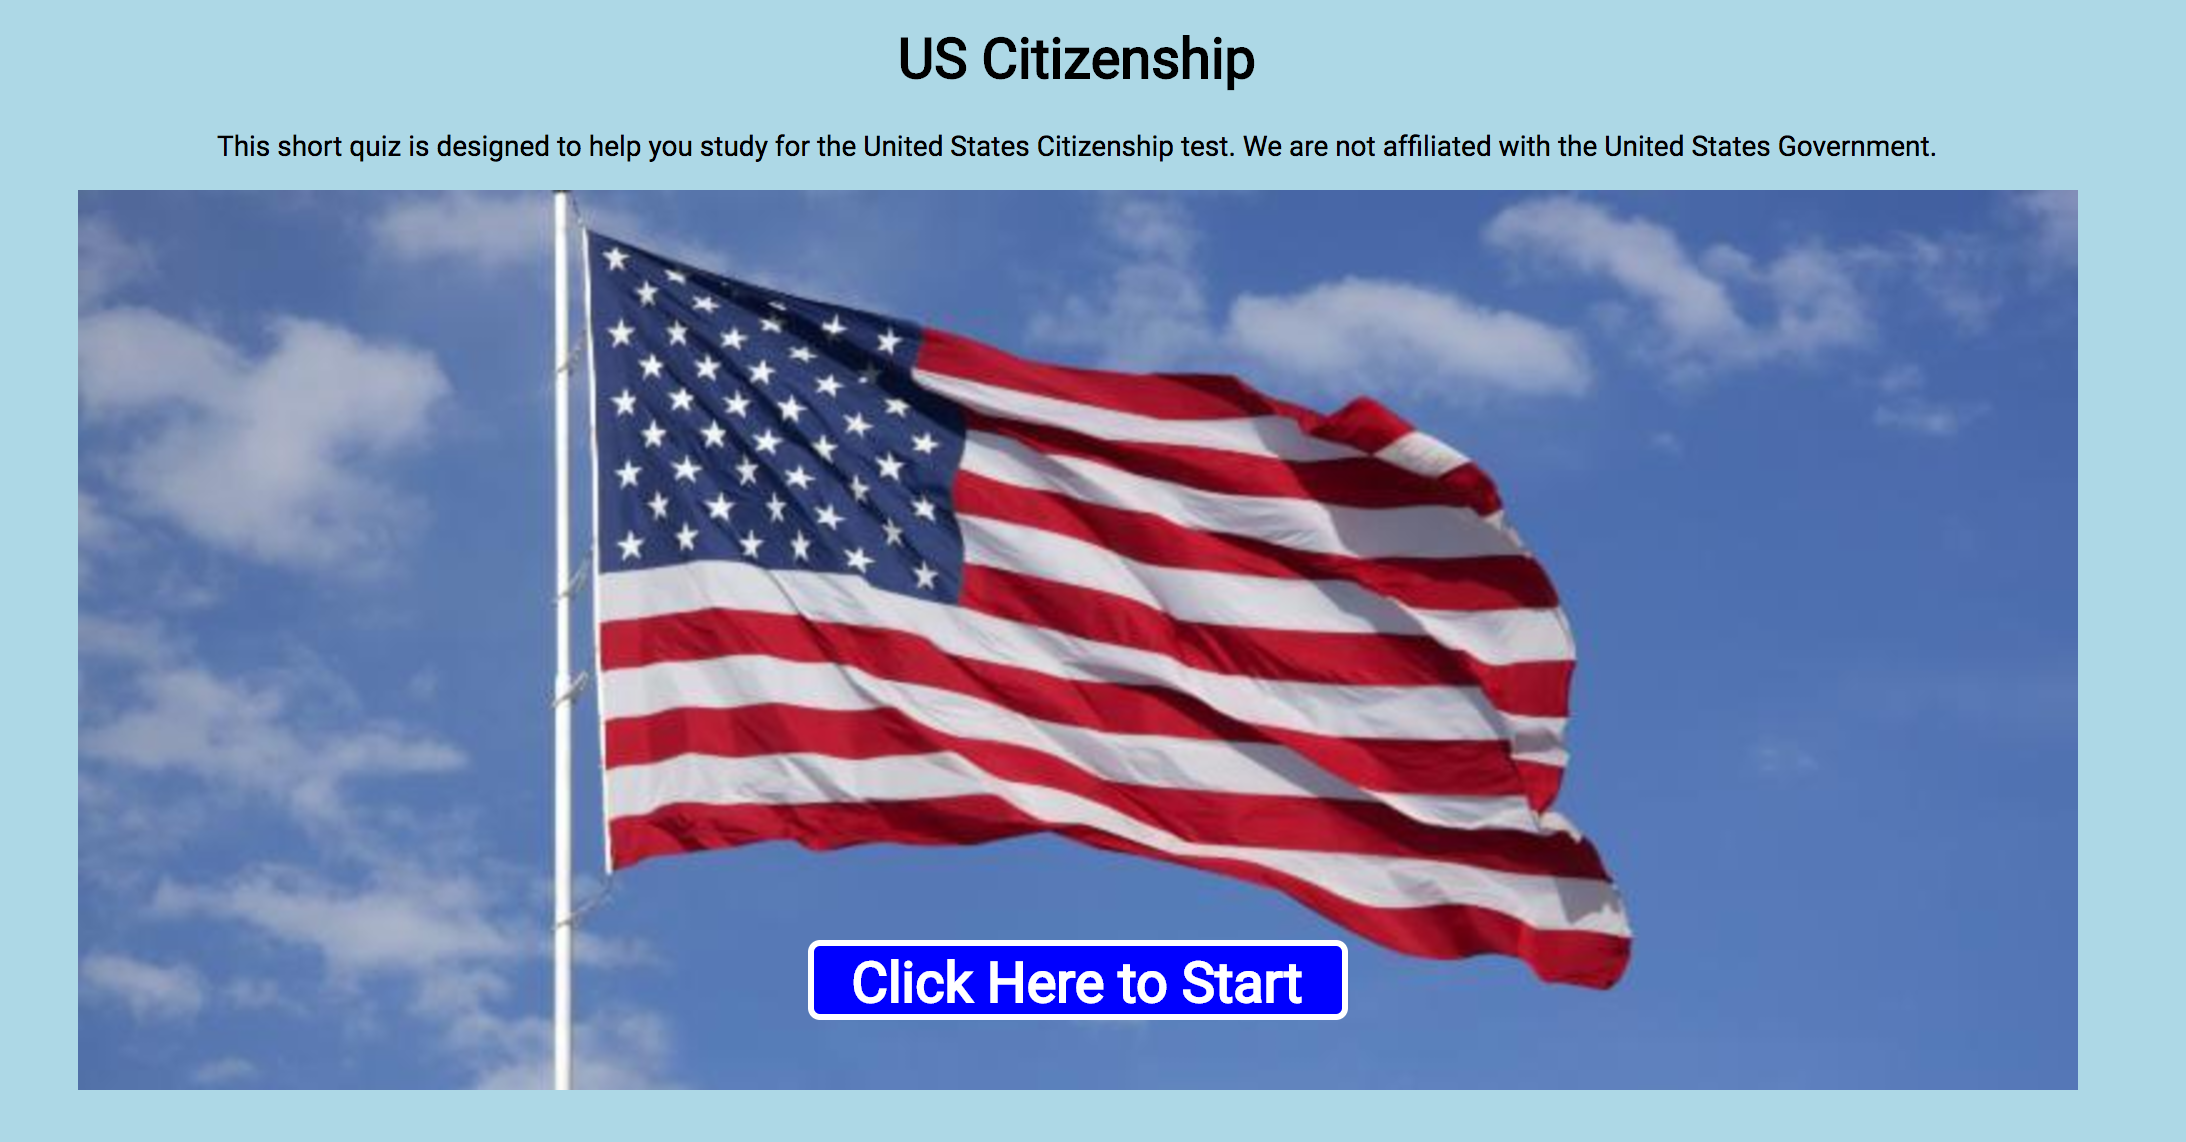 US Citizenship
This short quiz is designed to help you study for the United States Citizenship test. We are not affiliated with the United States Government.
Click Here to Start